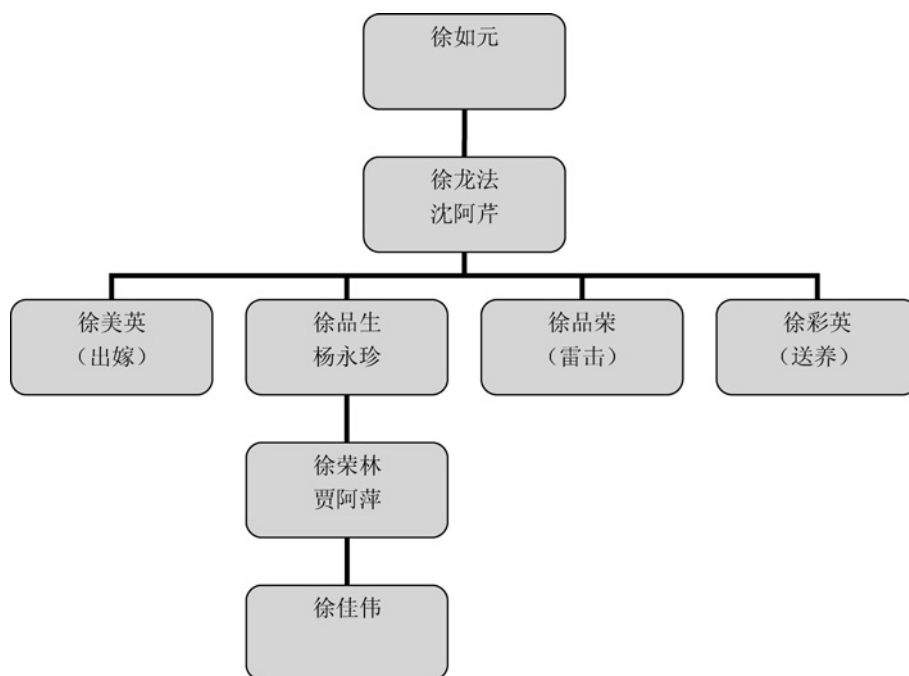 徐如元
徐龙法
沈阿芹
徐美英
（出嫁）
徐品生
杨永珍
徐品荣
（雷击）
徐彩英
（送养）
徐荣林
贾阿萍
徐佳伟